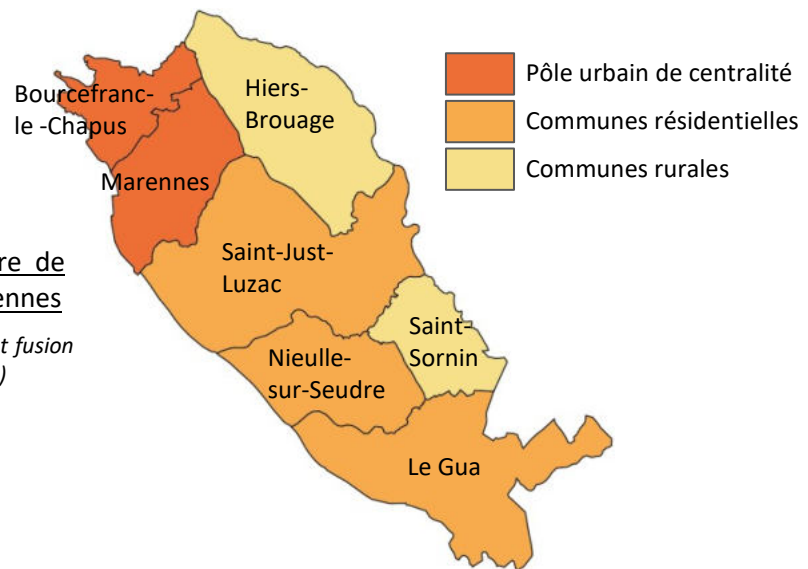 Bourcefranc-
le -Chapus
Hiers-
Brouage
Marennes
Saint-Just-
Luzac
Saint-
Sornin
Nieulle-
sur-Seudre
Le Gua
Pôle urbain de centralité
Communes résidentielles
Communes rurales
re de
ennes
t fusion
)